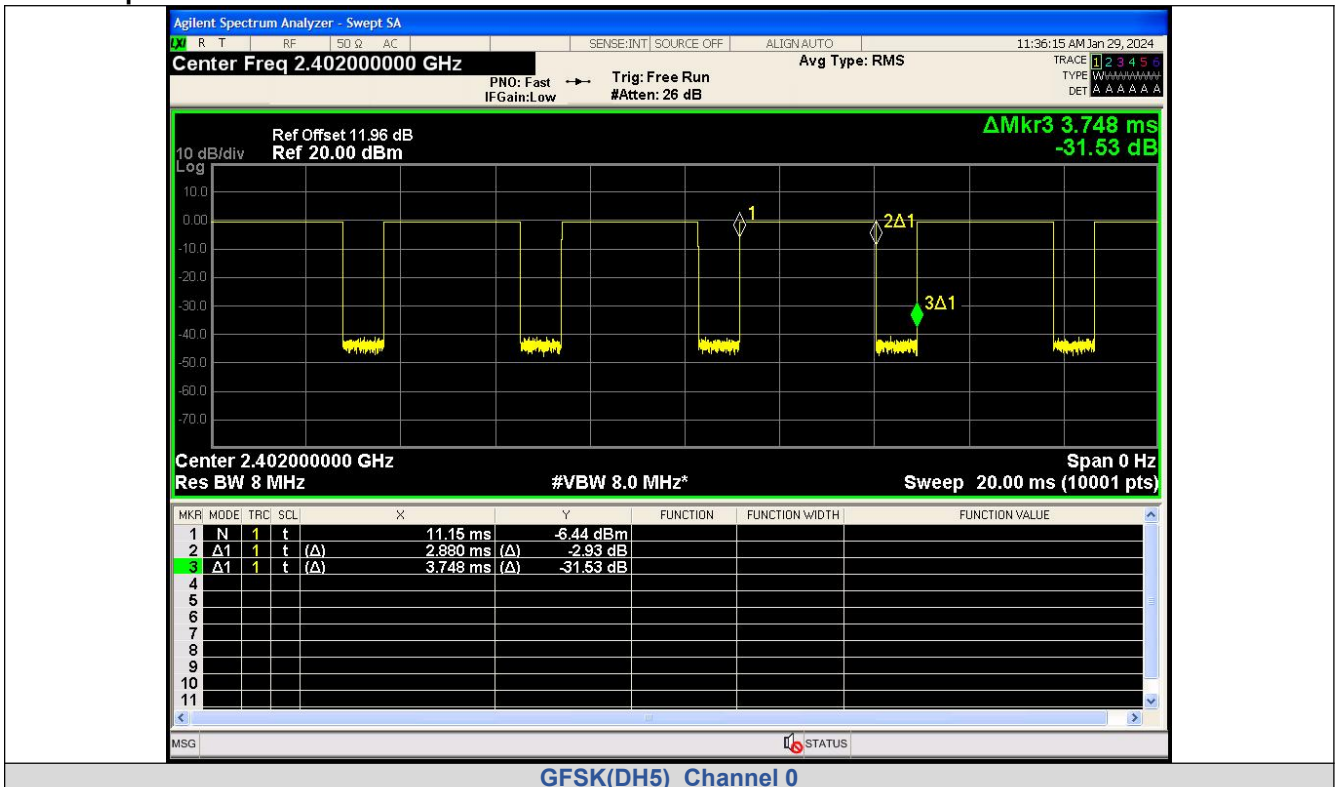 Agilent Spectrum Analyzer - Swept SA
LXI R T RF 50 Ω AC SENSE:INT SOURCE OFF ALIGN AUTO 11:36:15 AM Jan 29, 2024
Center Freq 2.402000000 GHz Avg Type: RMS TRACE 1 2 3 4 5 6
PNO: Fast Trig: Free Run TYPE
IFGain:Low #Atten: 26 dB DET A A A A A A
ΔMkr3 3.748 ms
Ref Offset 11.96 dB
10 dB/div Ref 20.00 dBm -31.53 dB
Log
10.0
0.00
1
2Δ1
-10.0
-20.0
-30.0
3Δ1
-40.0
-50.0
-60.0
-70.0
Center 2.402000000 GHz Span 0 Hz
Res BW 8 MHz #VBW 8.0 MHz* Sweep 20.00 ms (10001 pts)
MKR MODE TRC SCL X Y FUNCTION FUNCTION WIDTH FUNCTION VALUE
1 N 1 t 11.15 ms -6.44 dBm
2 Δ1 1 t (Δ) 2.880 ms (Δ) -2.93 dB
3 Δ1 1 t (Δ) 3.748 ms (Δ) -31.53 dB
4
5
6
7
8
9
10
11
MSG STATUS
GFSK(DH5) Channel 0